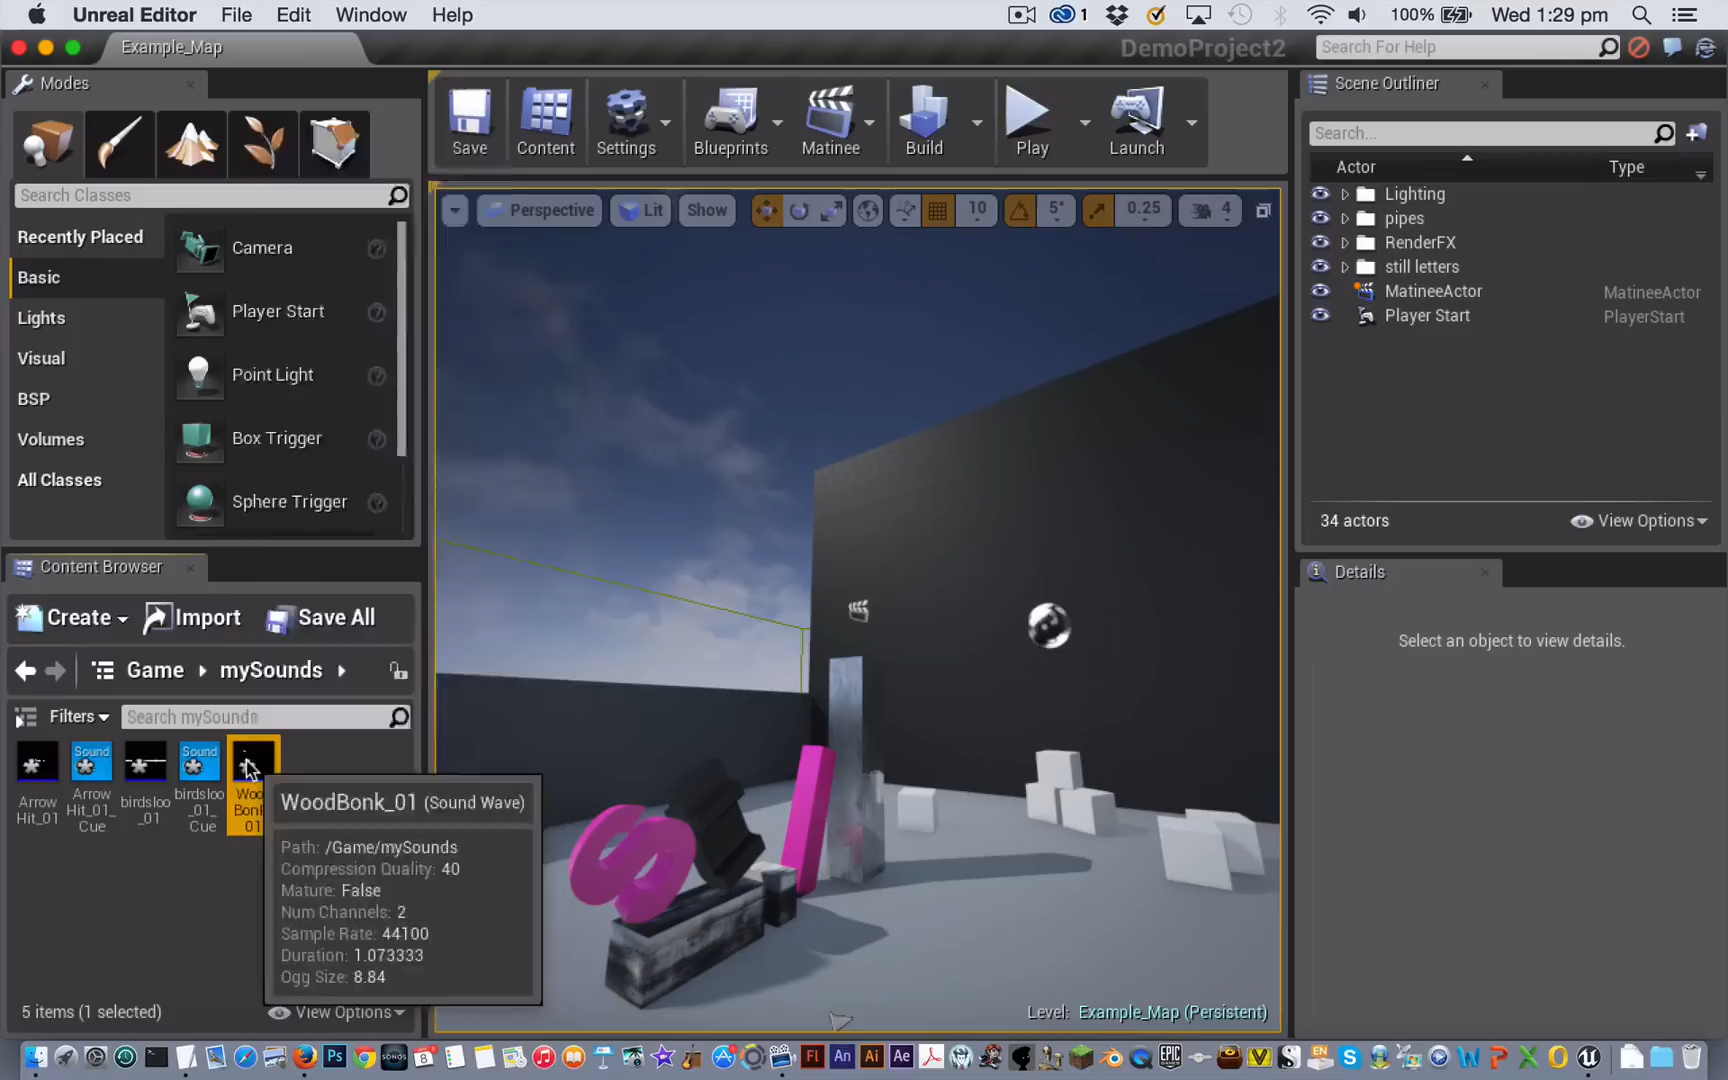 Unreal Editor File Edit Window Help
1 100% Wed 1:29 pm
Example_Map
DemoProject2
Search For Help
Modes
Search Classes
Recently Placed
Basic
Lights
Visual
BSP
Volumes
All Classes
Camera
Player Start
Point Light
Box Trigger
Sphere Trigger
Save Content Settings Blueprints Matinee Build Play Launch
Perspective Lit Show 10 5° 0.25 4
Scene Outliner
Search...
Actor Type
Lighting
pipes
RenderFX
still letters
MatineeActor MatineeActor
Player Start PlayerStart
34 actors View Options
Details
Select an object to view details.
Content Browser
Create Import Save All
Game mySounds
Filters Search mySounds
Sound Sound
Arrow
Hit_01
Arrow
Hit_01_
Cue
birdsloo
_01
birdsloo
_01_
Cue
WoodBonk_01 (Sound Wave)
Path: /Game/mySounds
Compression Quality: 40
Mature: False
Num Channels: 2
Sample Rate: 44100
Duration: 1.073333
Ogg Size: 8.84
5 items (1 selected) View Options
Level: Example_Map (Persistent)